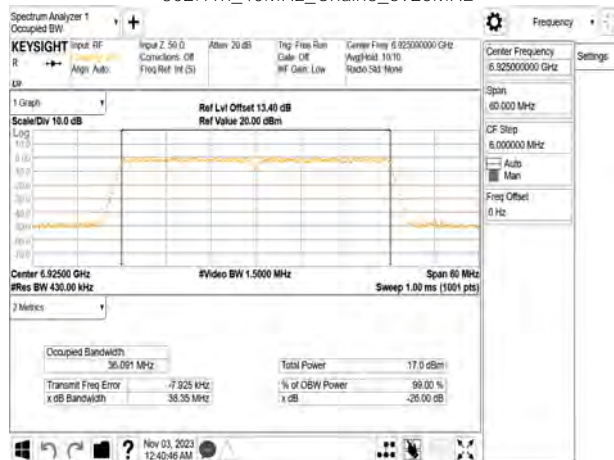 Spectrum Analyzer 1
Occupied BW
Frequency
KEYSIGHT Input: RF
R
Align: Auto
Input Z: 50 Ω
Corrections: Off
Freq Ref: Int (S)
Atten: 20 dB
Trig: Free Run
Gate: Off
#IF Gain: Low
Center Freq: 6.925000000 GHz
Avg|Hold: 10/10
Radio Std: None
Center Frequency
6.925000000 GHz
Settings
Span
60.000 MHz
CF Step
6.000000 MHz
Auto
Man
Freq Offset
0 Hz
1 Graph
Scale/Div 10.0 dB
Ref Lvl Offset 13.40 dB
Ref Value 20.00 dBm
Log
Center 6.92500 GHz
#Res BW 430.00 kHz
#Video BW 1.5000 MHz
Span 60 MHz
Sweep 1.00 ms (1001 pts)
2 Metrics
Occupied Bandwidth
36.091 MHz
Total Power 17.0 dBm
Transmit Freq Error -7.925 kHz
% of OBW Power 99.00 %
x dB Bandwidth 38.35 MHz
x dB -26.00 dB
? Nov 03, 2023
12:40:46 AM